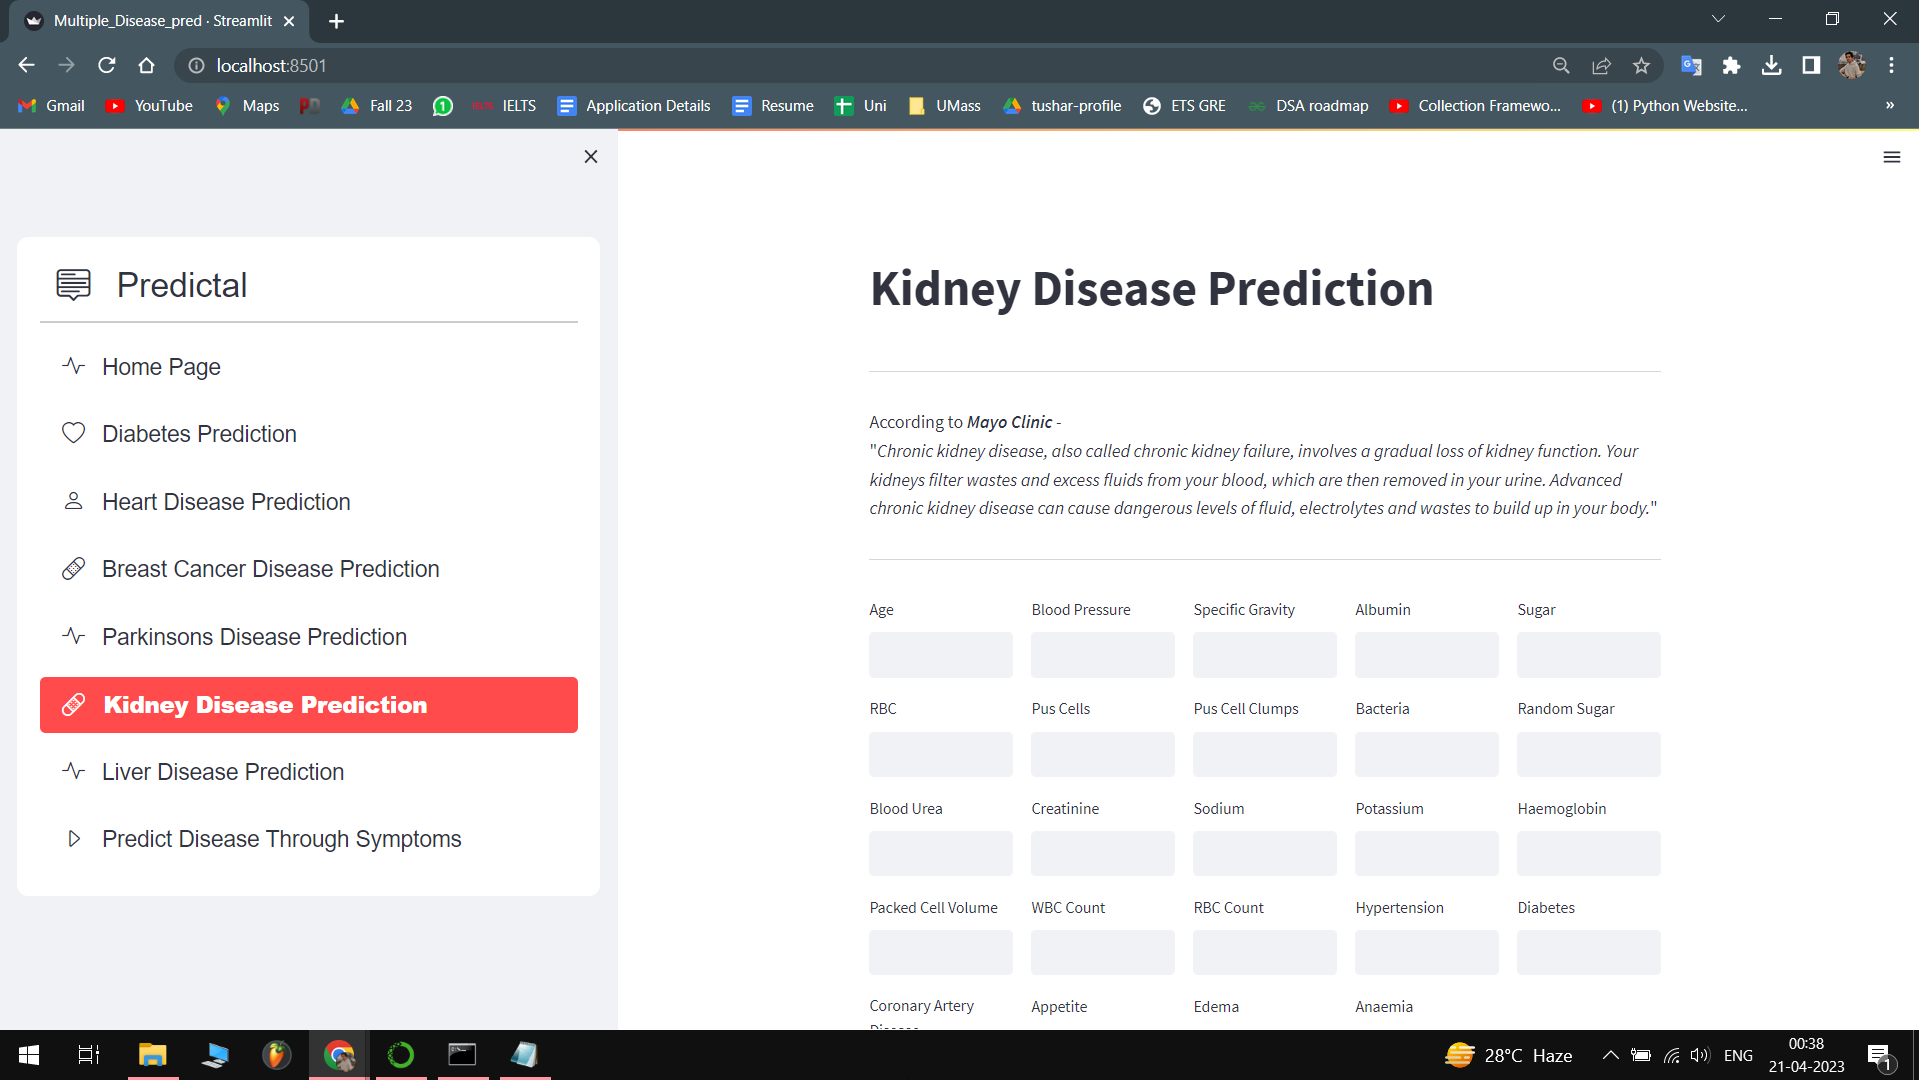 Multiple_Disease_pred · Streamlit
localhost:8501
Gmail
YouTube
Maps
Fall 23
1
IELTS
Application Details
Resume
Uni
UMass
tushar-profile
ETS GRE
DSA roadmap
Collection Framewo...
(1) Python Website...
»
Predictal
Home Page
Diabetes Prediction
Heart Disease Prediction
Breast Cancer Disease Prediction
Parkinsons Disease Prediction
Kidney Disease Prediction
Liver Disease Prediction
Predict Disease Through Symptoms
Kidney Disease Prediction
According to Mayo Clinic -
"Chronic kidney disease, also called chronic kidney failure, involves a gradual loss of kidney function. Your
kidneys filter wastes and excess fluids from your blood, which are then removed in your urine. Advanced
chronic kidney disease can cause dangerous levels of fluid, electrolytes and wastes to build up in your body."
Age Blood Pressure Specific Gravity Albumin Sugar
RBC Pus Cells Pus Cell Clumps Bacteria Random Sugar
Blood Urea Creatinine Sodium Potassium Haemoglobin
Packed Cell Volume WBC Count RBC Count Hypertension Diabetes
Coronary Artery Appetite Edema Anaemia
28°C Haze
ENG
00:38
21-04-2023
1